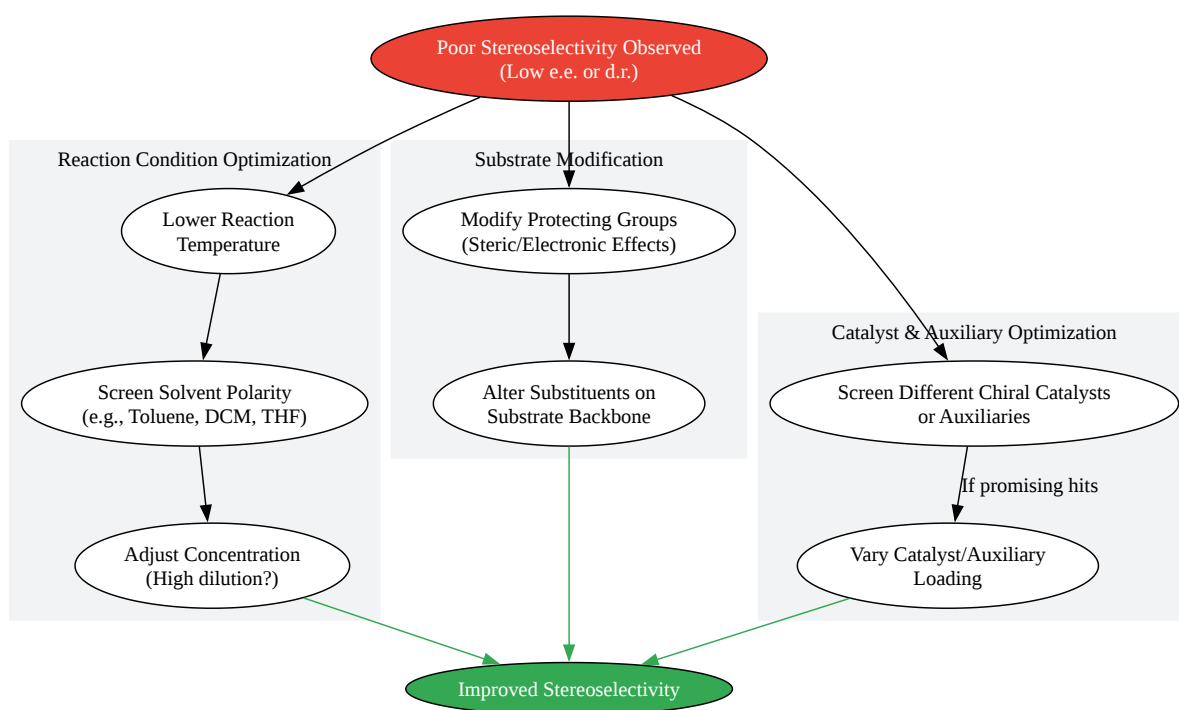 Poor Stereoselectivity Observed
(Low e.e. or d.r.)
Reaction Condition Optimization
Lower Reaction
Temperature
Screen Solvent Polarity
(e.g., Toluene, DCM, THF)
Adjust Concentration
(High dilution?)
Substrate Modification
Modify Protecting Groups
(Steric/Electronic Effects)
Alter Substituents on
Substrate Backbone
Catalyst & Auxiliary Optimization
Screen Different Chiral Catalysts
or Auxiliaries
If promising hits
Vary Catalyst/Auxiliary
Loading
Improved Stereoselectivity